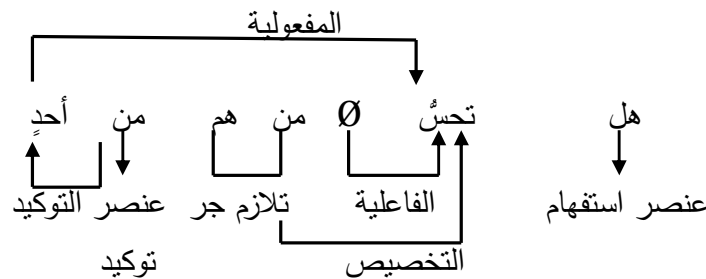 المفعولية
هل تحسُّ Ø من هم من أحدٍ
عنصر استفهام الفاعلية تلازم جر عنصر التوكيد
التخصيص توكيد